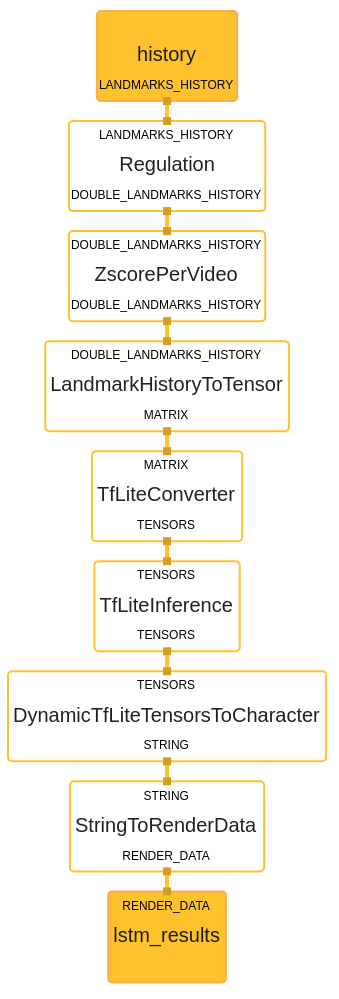 history
LANDMARKS_HISTORY
LANDMARKS_HISTORY
Regulation
DOUBLE_LANDMARKS_HISTORY
DOUBLE_LANDMARKS_HISTORY
ZscorePerVideo
DOUBLE_LANDMARKS_HISTORY
DOUBLE_LANDMARKS_HISTORY
LandmarkHistoryToTensor
MATRIX
MATRIX
TfLiteConverter
TENSORS
TENSORS
TfLiteInference
TENSORS
TENSORS
DynamicTfLiteTensorsToCharacter
STRING
STRING
StringToRenderData
RENDER_DATA
RENDER_DATA
lstm_results